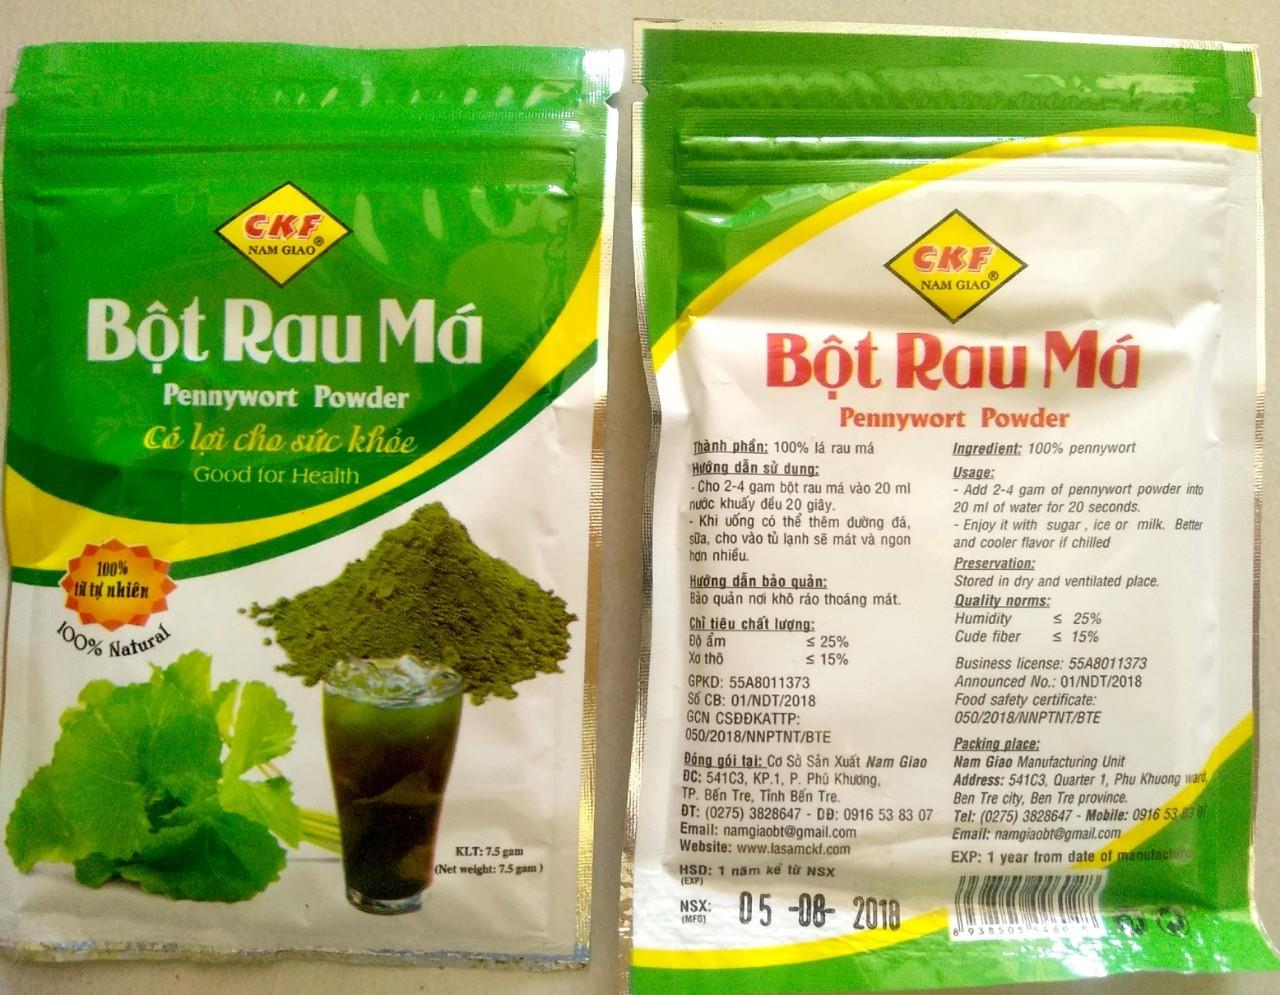 CKF
NAM GIAO®
Bột Rau Má
Pennywort Powder
Có lợi cho sức khỏe
Good for Health
100%
từ tự nhiên
100% Natural
KLT: 7.5 gam
(Net weight: 7.5 gam )
CKF
NAM GIAO®
Bột Rau Má
Pennywort Powder
Thành phần: 100% lá rau má
Hướng dẫn sử dụng:
- Cho 2-4 gam bột rau má vào 20 ml
nước khuấy đều 20 giây.
- Khi uống có thể thêm đường đá,
sữa, cho vào tủ lạnh sẽ mát và ngon
hơn nhiều.
Hướng dẫn bảo quản:
Bảo quản nơi khô ráo thoáng mát.
Chỉ tiêu chất lượng:
Độ ẩm ≤ 25%
Xơ thô ≤ 15%
GPKD: 55A8011373
Số CB: 01/NDT/2018
GCN CSĐĐKATTP:
050/2018/NNPTNT/BTE
Đóng gói tại: Cơ Sở Sản Xuất Nam Giao
ĐC: 541C3, KP.1, P. Phú Khương,
TP. Bến Tre, Tỉnh Bến Tre.
ĐT: (0275) 3828647 - DĐ: 0916 53 83 07
Email: namgiaobt@gmail.com
Website: www.lasamckf.com
HSD: 1 năm kể từ NSX
(EXP)
NSX: 05 -08- 2018
(MFG)
Ingredient: 100% pennywort
Usage:
- Add 2-4 gam of pennywort powder into
20 ml of water for 20 seconds.
- Enjoy it with sugar , ice or milk. Better
and cooler flavor if chilled
Preservation:
Stored in dry and ventilated place.
Quality norms:
Humidity ≤ 25%
Cude fiber ≤ 15%
Business license: 55A8011373
Announced No.: 01/NDT/2018
Food safety certificate:
050/2018/NNPTNT/BTE
Packing place:
Nam Giao Manufacturing Unit
Address: 541C3, Quarter 1, Phu Khuong ward,
Ben Tre city, Ben Tre province.
Tel: (0275) 3828647 - Mobile: 0916 53 83 07
Email: namgiaobt@gmail.com
EXP: 1 year from date of manufacture
8 938505